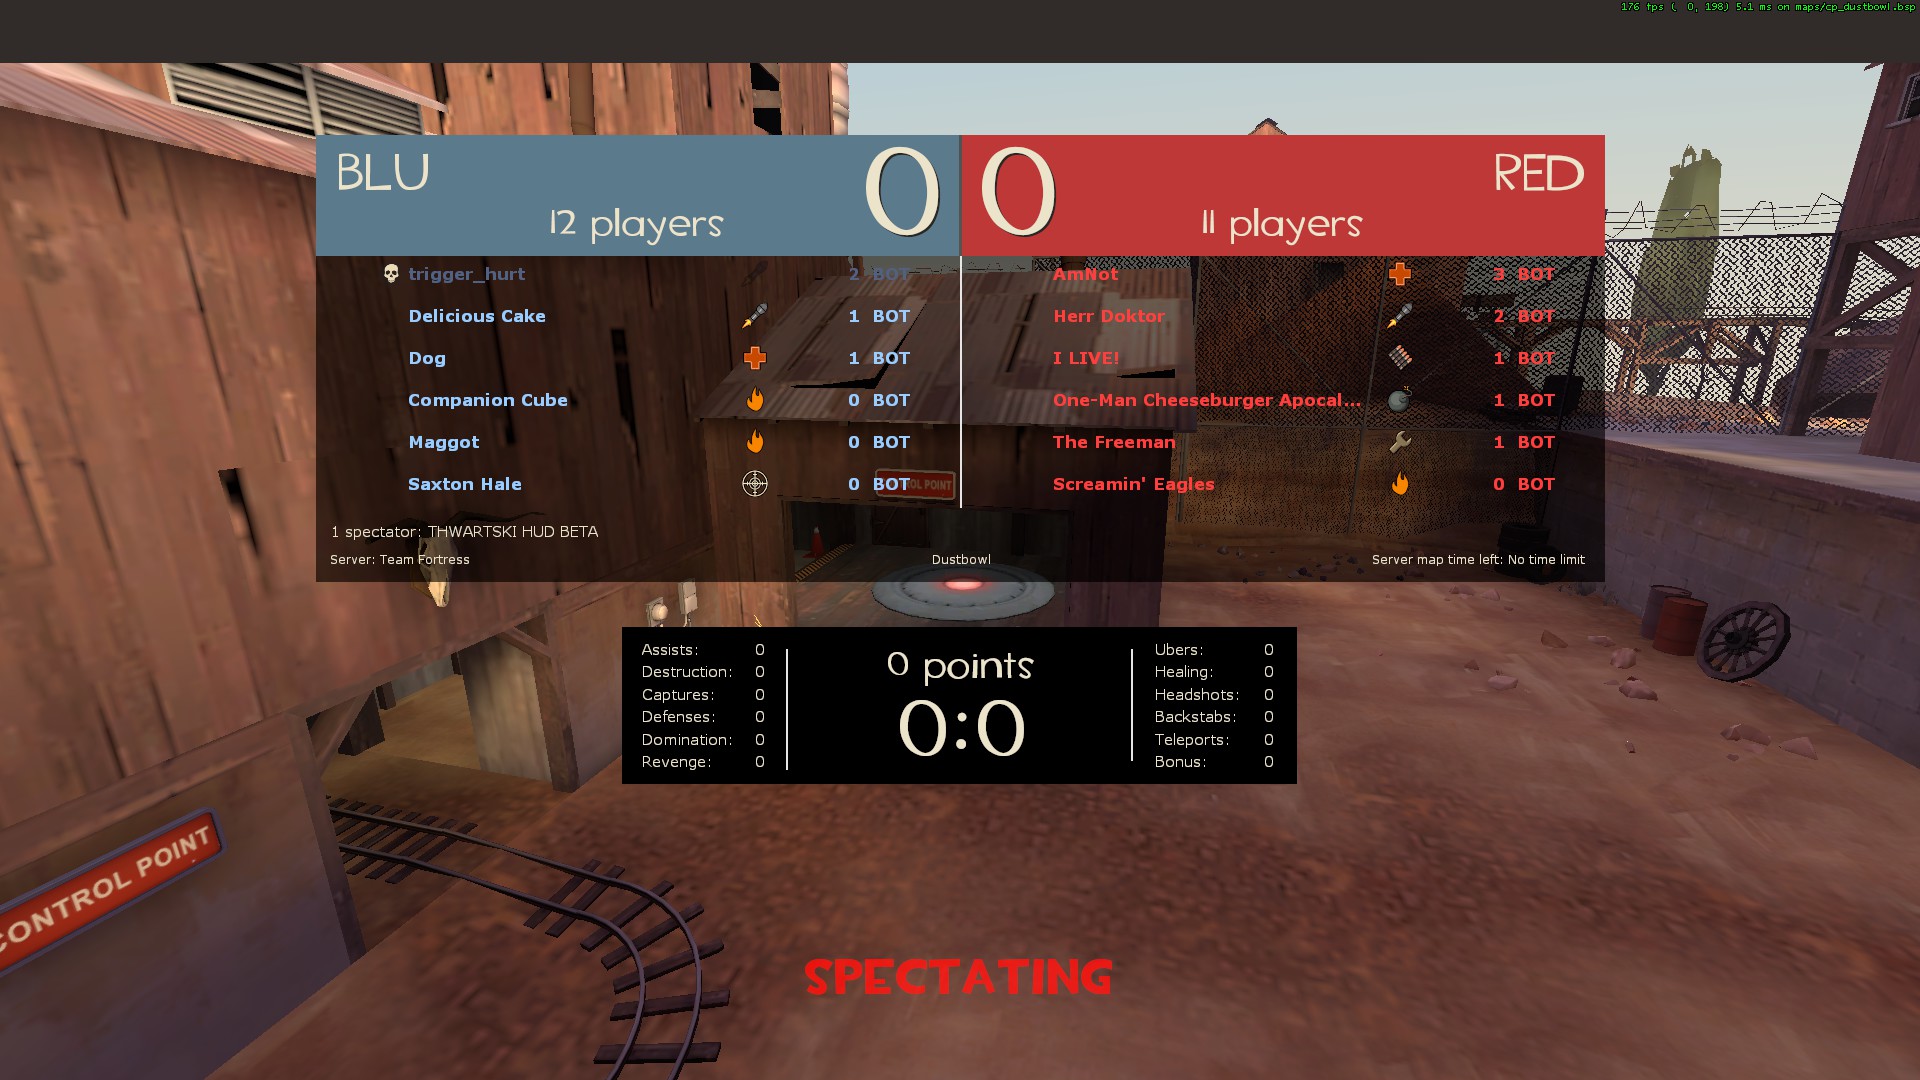 176 fps ( 0, 198) 5.1 ms on maps/cp_dustbowl.bsp
BLU 0 0 RED
12 players 11 players
trigger_hurt 2 BOT AmNot 3 BOT
Delicious Cake 1 BOT Herr Doktor 2 BOT
Dog 1 BOT I LIVE! 1 BOT
Companion Cube 0 BOT One-Man Cheeseburger Apocal... 1 BOT
Maggot 0 BOT The Freeman 1 BOT
Saxton Hale 0 BOT Screamin' Eagles 0 BOT
1 spectator: THWARTSKI HUD BETA
Server: Team Fortress Dustbowl Server map time left: No time limit
Assists: 0 0 points Ubers: 0
Destruction: 0 Healing: 0
Captures: 0 Headshots: 0
Defenses: 0 0:0 Backstabs: 0
Domination: 0 Teleports: 0
Revenge: 0 Bonus: 0
CONTROL POINT
SPECTATING